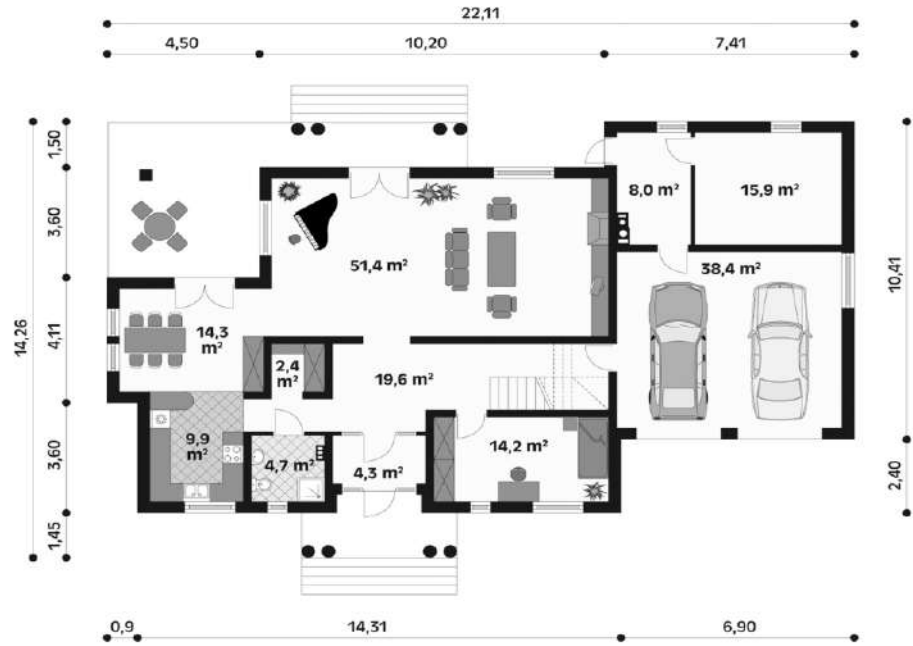 22,11
4,50 10,20 7,41
1,50
8,0 m² 15,9 m²
3,60
51,4 m² 38,4 m²
10,41
14,26
4,11
14,3
m²
2,4
m²
19,6 m²
9,9
m²
4,7 m² 4,3 m² 14,2 m²
3,60
2,40
1,45
0,9 14,31 6,90